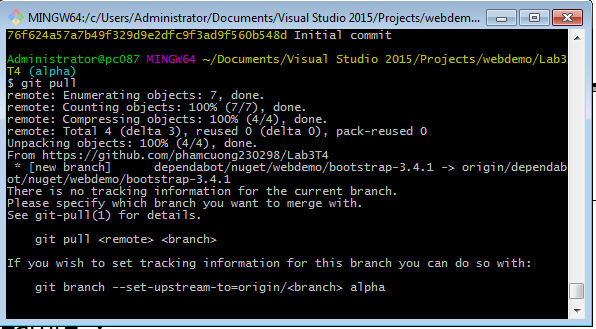 MINGW64:/c/Users/Administrator/Documents/Visual Studio 2015/Projects/webdem...
76f624a57a7b49f329d9e2dfc9f3ad9f560b548d Initial commit
Administrator@pc087 MINGW64 ~/Documents/Visual Studio 2015/Projects/webdemo/Lab3
T4 (alpha)
$ git pull
remote: Enumerating objects: 7, done.
remote: Counting objects: 100% (7/7), done.
remote: Compressing objects: 100% (4/4), done.
remote: Total 4 (delta 3), reused 0 (delta 0), pack-reused 0
Unpacking objects: 100% (4/4), done.
From https://github.com/phamcuong230298/Lab3T4
 * [new branch]      dependabot/nuget/webdemo/bootstrap-3.4.1 -> origin/dependab
ot/nuget/webdemo/bootstrap-3.4.1
There is no tracking information for the current branch.
Please specify which branch you want to merge with.
See git-pull(1) for details.
    git pull <remote> <branch>
If you wish to set tracking information for this branch you can do so with:
    git branch --set-upstream-to=origin/<branch> alpha